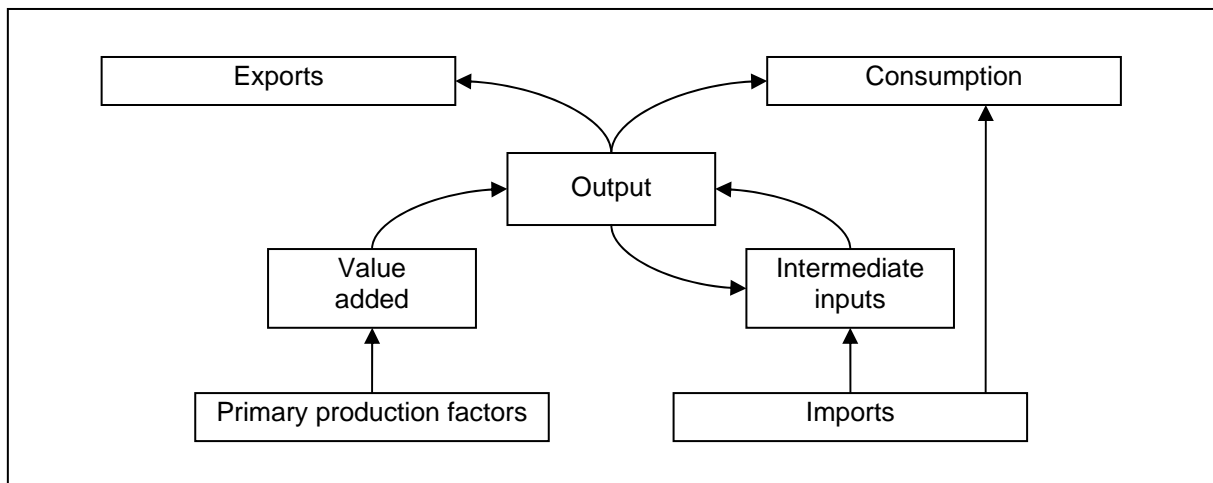 Exports
Consumption
Output
Value
added
Intermediate
inputs
Primary production factors
Imports